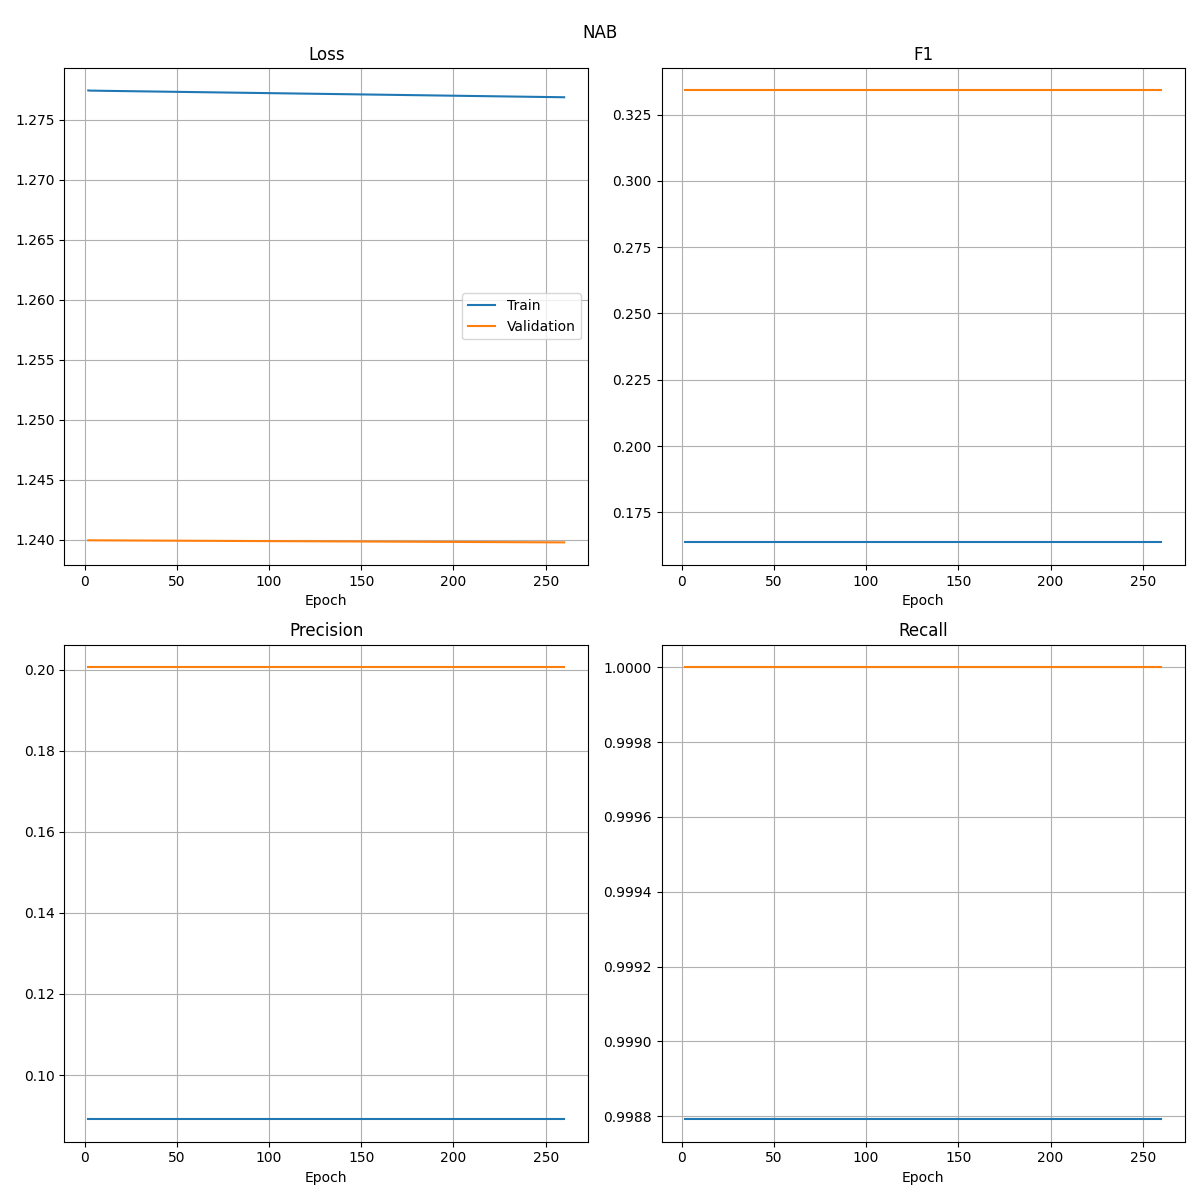 NAB
Loss
1.275
1.270
1.265
1.260
1.255
1.250
1.245
1.240
Train
Validation
0 50 100 150 200 250
Epoch
F1
0.325
0.300
0.275
0.250
0.225
0.200
0.175
0 50 100 150 200 250
Epoch
Precision
0.20
0.18
0.16
0.14
0.12
0.10
0 50 100 150 200 250
Epoch
Recall
1.0000
0.9998
0.9996
0.9994
0.9992
0.9990
0.9988
0 50 100 150 200 250
Epoch